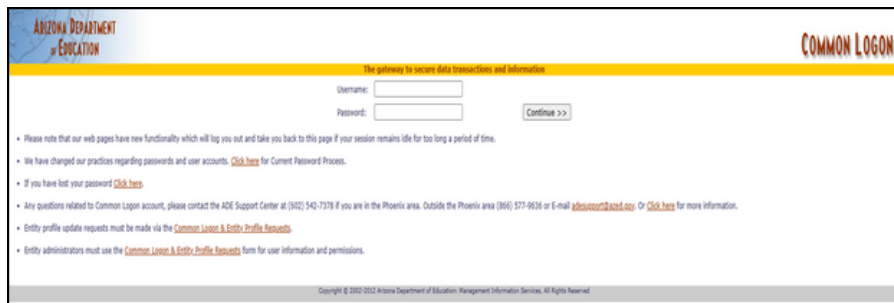 ARIZONA DEPARTMENT
OF EDUCATION
COMMON LOGON
The gateway to secure data transactions and information
Username:
Password:
Continue >>
• Please note that our web pages have new functionality which will log you out and take you back to this page if your session remains idle for too long a period of time.
• We have changed our practices regarding passwords and user accounts. Click here for Current Password Process.
• If you have lost your password Click here.
• Any questions related to Common Logon account, please contact the ADE Support Center at (602) 542-7378 if you are in the Phoenix area. Outside the Phoenix area (866) 577-9636 or E-mail adesupport@azed.gov. Or Click here for more information.
• Entity profile update requests must be made via the Common Logon & Entity Profile Requests.
• Entity administrators must use the Common Logon & Entity Profile Requests form for user information and permissions.
Copyright © 2002-2012 Arizona Department of Education: Management Information Services, All Rights Reserved